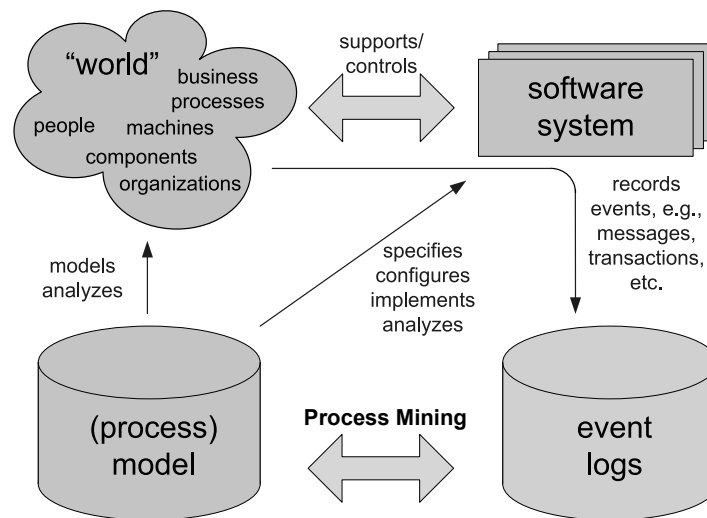 “world”
business
processes
people
machines
components
organizations
supports/
controls
software
system
records
events, e.g.,
messages,
transactions,
etc.
models
analyzes
specifies
configures
implements
analyzes
(process)
model
Process Mining
event
logs